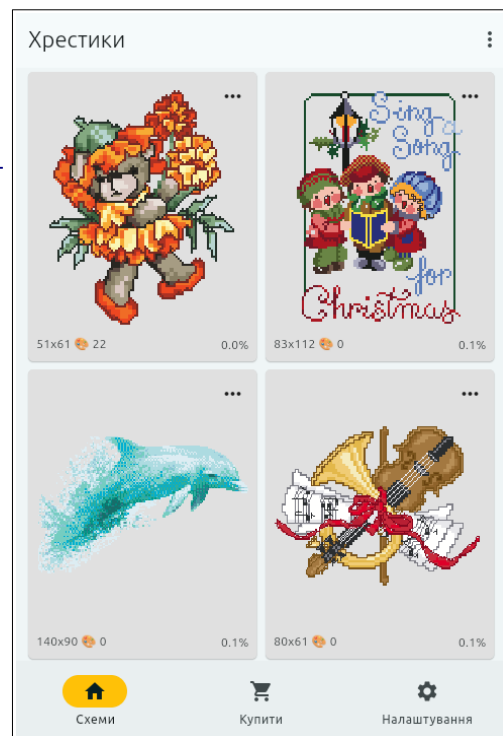 Хрестики
Sing a
Song
for
Christmas
51x61 🎨 22
0.0%
83x112 🎨 0
0.1%
140x90 🎨 0
0.1%
80x61 🎨 0
0.1%
Схеми
Купити
Налаштування